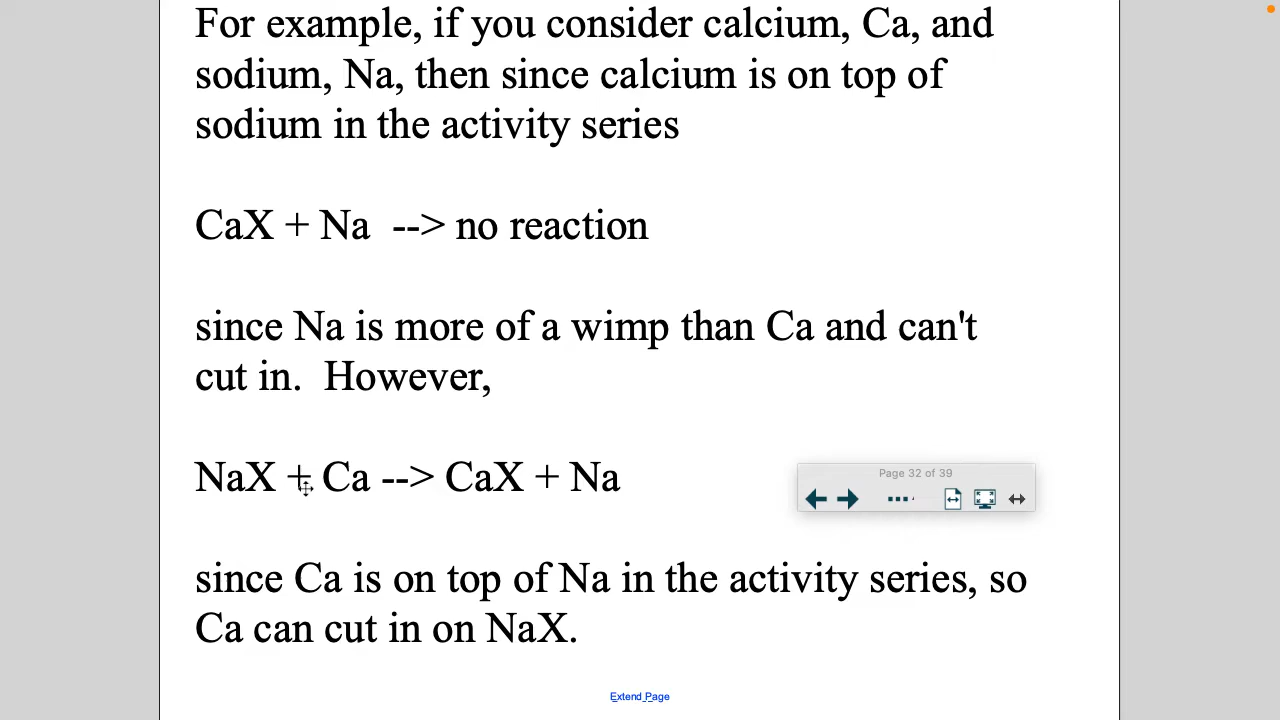 For example, if you consider calcium, Ca, and
sodium, Na, then since calcium is on top of
sodium in the activity series
CaX + Na --> no reaction
since Na is more of a wimp than Ca and can't
cut in. However,
NaX + Ca --> CaX + Na
Page 32 of 39
since Ca is on top of Na in the activity series, so
Ca can cut in on NaX.
Extend Page